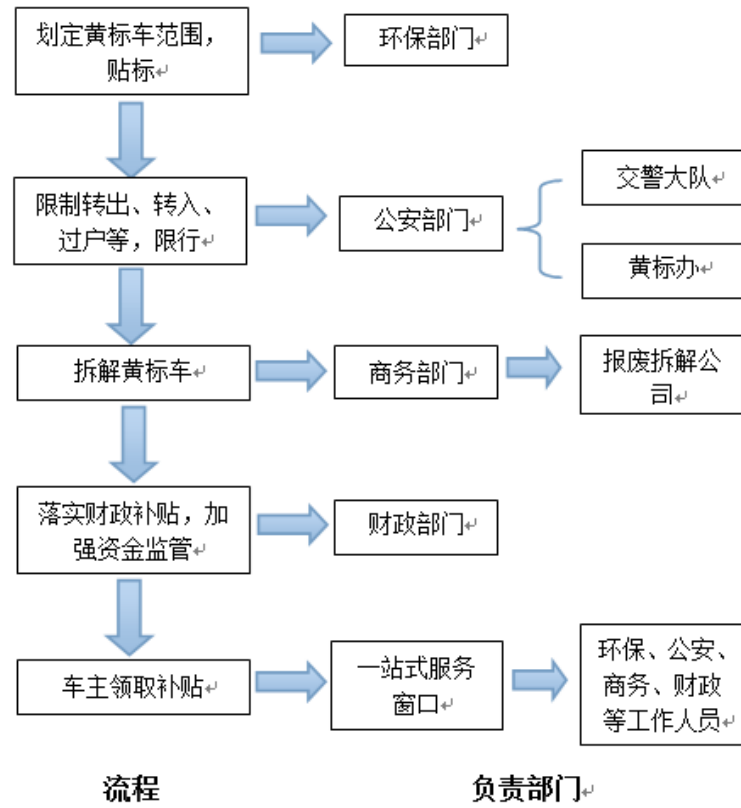 划定黄标车范围，
贴标
环保部门
限制转出、转入、
过户等，限行
公安部门
交警大队
黄标办
拆解黄标车
商务部门
报废拆解公
司
落实财政补贴，加
强资金监管
财政部门
车主领取补贴
一站式服务
窗口
环保、公安、
商务、财政
等工作人员
流程
负责部门